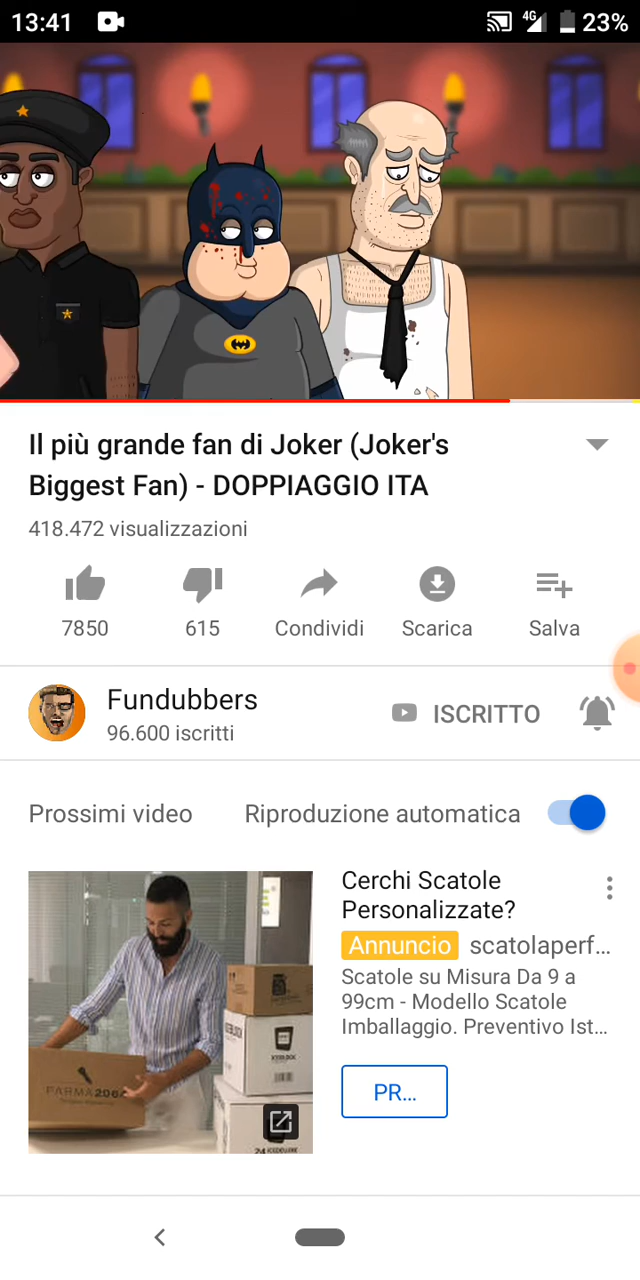 13:41
4G
23%
Il più grande fan di Joker (Joker's
Biggest Fan) - DOPPIAGGIO ITA
418.472 visualizzazioni
7850
615
Condividi
Scarica
Salva
Fundubbers
96.600 iscritti
ISCRITTO
Prossimi video
Riproduzione automatica
Cerchi Scatole
Personalizzate?
Annuncio scatolaperf...
Scatole su Misura Da 9 a
99cm - Modello Scatole
Imballaggio. Preventivo Ist...
PR...